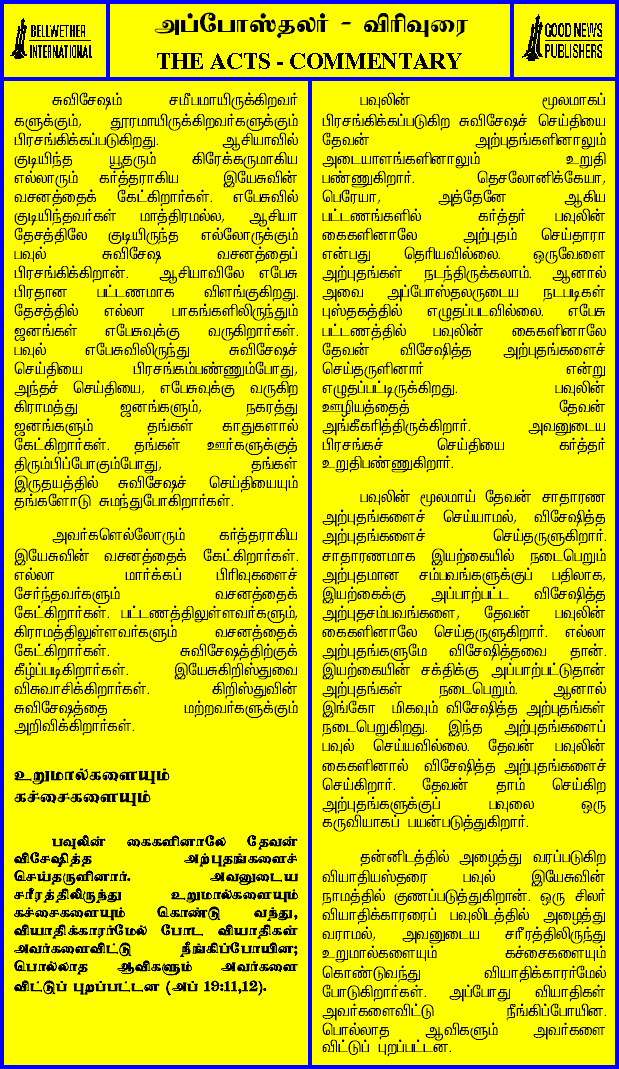 BELLWETHER
INTERNATIONAL
அப்போஸ்தலர் - விரிவுரை
THE ACTS - COMMENTARY
GOOD NEWS
PUBLISHERS
சுவிசேஷம் சமீபமாயிருக்கிறவர்
களுக்கும், தூரமாயிருக்கிறவர்களுக்கும்
பிரசங்கிக்கப்படுகிறது. ஆசியாவில்
குடியிந்த யூதரும் கிரேக்கருமாகிய
எல்லாரும் கர்த்தராகிய இயேசுவின்
வசனத்தைக் கேட்கிறார்கள். எபேசுவில்
குடியிந்தவர்கள் மாத்திரமல்ல, ஆசியா
தேசத்திலே குடியிருந்த எல்லோருக்கும்
பவுல் சுவிசேஷ வசனத்தைப்
பிரசங்கிக்கிறான். ஆசியாவிலே எபேசு
பிரதான பட்டணமாக விளங்குகிறது.
தேசத்தில் எல்லா பாகங்களிலிருந்தும்
ஜனங்கள் எபேசுவுக்கு வருகிறார்கள்.
பவுல் எபேசுவிலிருந்து சுவிசேஷச்
செய்தியை பிரசங்கம்பண்ணும்போது,
அந்தச் செய்தியை, எபேசுவுக்கு வருகிற
கிராமத்து ஜனங்களும், நகரத்து
ஜனங்களும் தங்கள் காதுகளால்
கேட்கிறார்கள். தங்கள் ஊர்களுக்குத்
திரும்பிப்போகும்போது, தங்கள்
இருதயத்தில் சுவிசேஷச் செய்தியையும்
தங்களோடு சுமந்துபோகிறார்கள்.
அவர்களெல்லோரும் கர்த்தராகிய
இயேசுவின் வசனத்தைக் கேட்கிறார்கள்.
எல்லா மார்க்கப் பிரிவுகளைச்
சேர்ந்தவர்களும் வசனத்தைக்
கேட்கிறார்கள். பட்டணத்திலுள்ளவர்களும்,
கிராமத்திலுள்ளவர்களும் வசனத்தைக்
கேட்கிறார்கள். சுவிசேஷத்திற்குக்
கீழ்ப்படிகிறார்கள். இயேசுகிறிஸ்துவை
விசுவாசிக்கிறார்கள். கிறிஸ்துவின்
சுவிசேஷத்தை மற்றவர்களுக்கும்
அறிவிக்கிறார்கள்.
உறுமால்களையும்
கச்சைகளையும்
பவுலின் கைகளினாலே தேவன்
விசேஷித்த அற்புதங்களைச்
செய்தருளினார். அவனுடைய
சரீரத்திலிருந்து உறுமால்களையும்
கச்சைகளையும் கொண்டு வந்து,
வியாதிக்காரர்மேல் போட வியாதிகள்
அவர்களைவிட்டு நீங்கிப்போயின;
பொல்லாத ஆவிகளும் அவர்களை
விட்டுப் புறப்பட்டன (அப் 19:11,12).
பவுலின் மூலமாகப்
பிரசங்கிக்கப்படுகிற சுவிசேஷச் செய்தியை
தேவன் அற்புதங்களினாலும்
அடையாளங்களினாலும் உறுதி
பண்ணுகிறார். தெசலோனிக்கேயா,
பெரேயா, அத்தேனே ஆகிய
பட்டணங்களில் கர்த்தர் பவுலின்
கைகளினாலே அற்புதம் செய்தாரா
என்பது தெரியவில்லை. ஒருவேளை
அற்புதங்கள் நடந்திருக்கலாம். ஆனால்
அவை அப்போஸ்தலருடைய நடபடிகள்
புஸ்தகத்தில் எழுதப்படவில்லை. எபேசு
பட்டணத்தில் பவுலின் கைகளினாலே
தேவன் விசேஷித்த அற்புதங்களைச்
செய்தருளினார் என்று
எழுதப்பட்டிருக்கிறது. பவுலின்
ஊழியத்தைத் தேவன்
அங்கீகரித்திருக்கிறார். அவனுடைய
பிரசங்கச் செய்தியை கர்த்தர்
உறுதிபண்ணுகிறார்.
பவுலின் மூலமாய் தேவன் சாதாரண
அற்புதங்களைச் செய்யாமல், விசேஷித்த
அற்புதங்களைச் செய்தருளுகிறார்.
சாதாரணமாக இயற்கையில் நடைபெறும்
அற்புதமான சம்பவங்களுக்குப் பதிலாக,
இயற்கைக்கு அப்பாற்பட்ட விசேஷித்த
அற்புதசம்பவங்களை, தேவன் பவுலின்
கைகளினாலே செய்தருளுகிறார். எல்லா
அற்புதங்களுமே விசேஷித்தவை தான்.
இயற்கையின் சக்திக்கு அப்பாற்பட்டுதான்
அற்புதங்கள் நடைபெறும். ஆனால்
இங்கோ மிகவும் விசேஷித்த அற்புதங்கள்
நடைபெறுகிறது. இந்த அற்புதங்களைப்
பவுல் செய்யவில்லை. தேவன் பவுலின்
கைகளினால் விசேஷித்த அற்புதங்களைச்
செய்கிறார். தேவன் தாம் செய்கிற
அற்புதங்களுக்குப் பவுலை ஒரு
கருவியாகப் பயன்படுத்துகிறார்.
தன்னிடத்தில் அழைத்து வரப்படுகிற
வியாதியஸ்தரை பவுல் இயேசுவின்
நாமத்தில் குணப்படுத்துகிறான். ஒரு சிலர்
வியாதிக்காரரைப் பவுலிடத்தில் அழைத்து
வராமல், அவனுடைய சரீரத்திலிருந்து
உறுமால்களையும் கச்சைகளையும்
கொண்டுவந்து வியாதிக்காரர்மேல்
போடுகிறார்கள். அப்போது வியாதிகள்
அவர்களைவிட்டு நீங்கிப்போயின.
பொல்லாத ஆவிகளும் அவர்களை
விட்டுப் புறப்பட்டன.